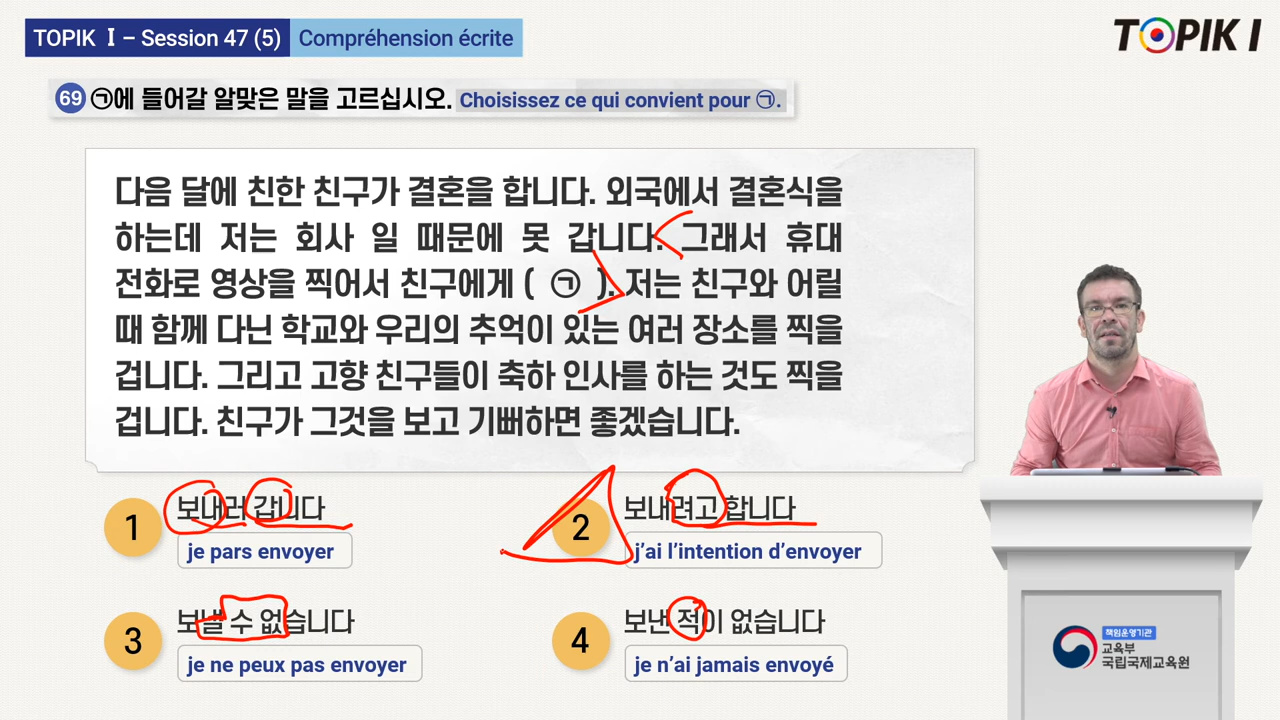 TOPIK Ⅰ – Session 47 (5) Compréhension écrite
TOPIK I
69 ㉠에 들어갈 알맞은 말을 고르십시오. Choisissez ce qui convient pour ㉠.
다음 달에 친한 친구가 결혼을 합니다. 외국에서 결혼식을
하는데 저는 회사 일 때문에 못 갑니다. 그래서 휴대
전화로 영상을 찍어서 친구에게 ( ㉠ ). 저는 친구와 어릴
때 함께 다닌 학교와 우리의 추억이 있는 여러 장소를 찍을
겁니다. 그리고 고향 친구들이 축하 인사를 하는 것도 찍을
겁니다. 친구가 그것을 보고 기뻐하면 좋겠습니다.
1 보내러 갑니다
je pars envoyer
2 보내려고 합니다
j’ai l’intention d’envoyer
3 보낼 수 없습니다
je ne peux pas envoyer
4 보낸 적이 없습니다
je n’ai jamais envoyé
책임운영기관
교육부
국립국제교육원